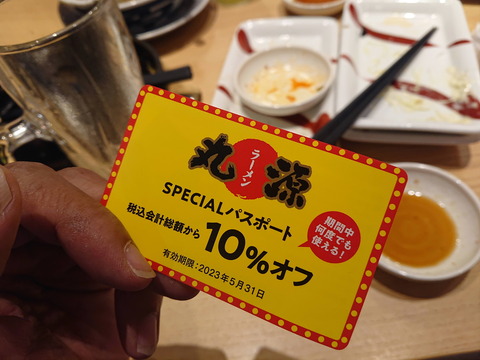 丸源
ラーメン
SPECIALパスポート
税込会計総額から
10%オフ
期間中
何度でも
使える！
有効期限：2023年5月31日